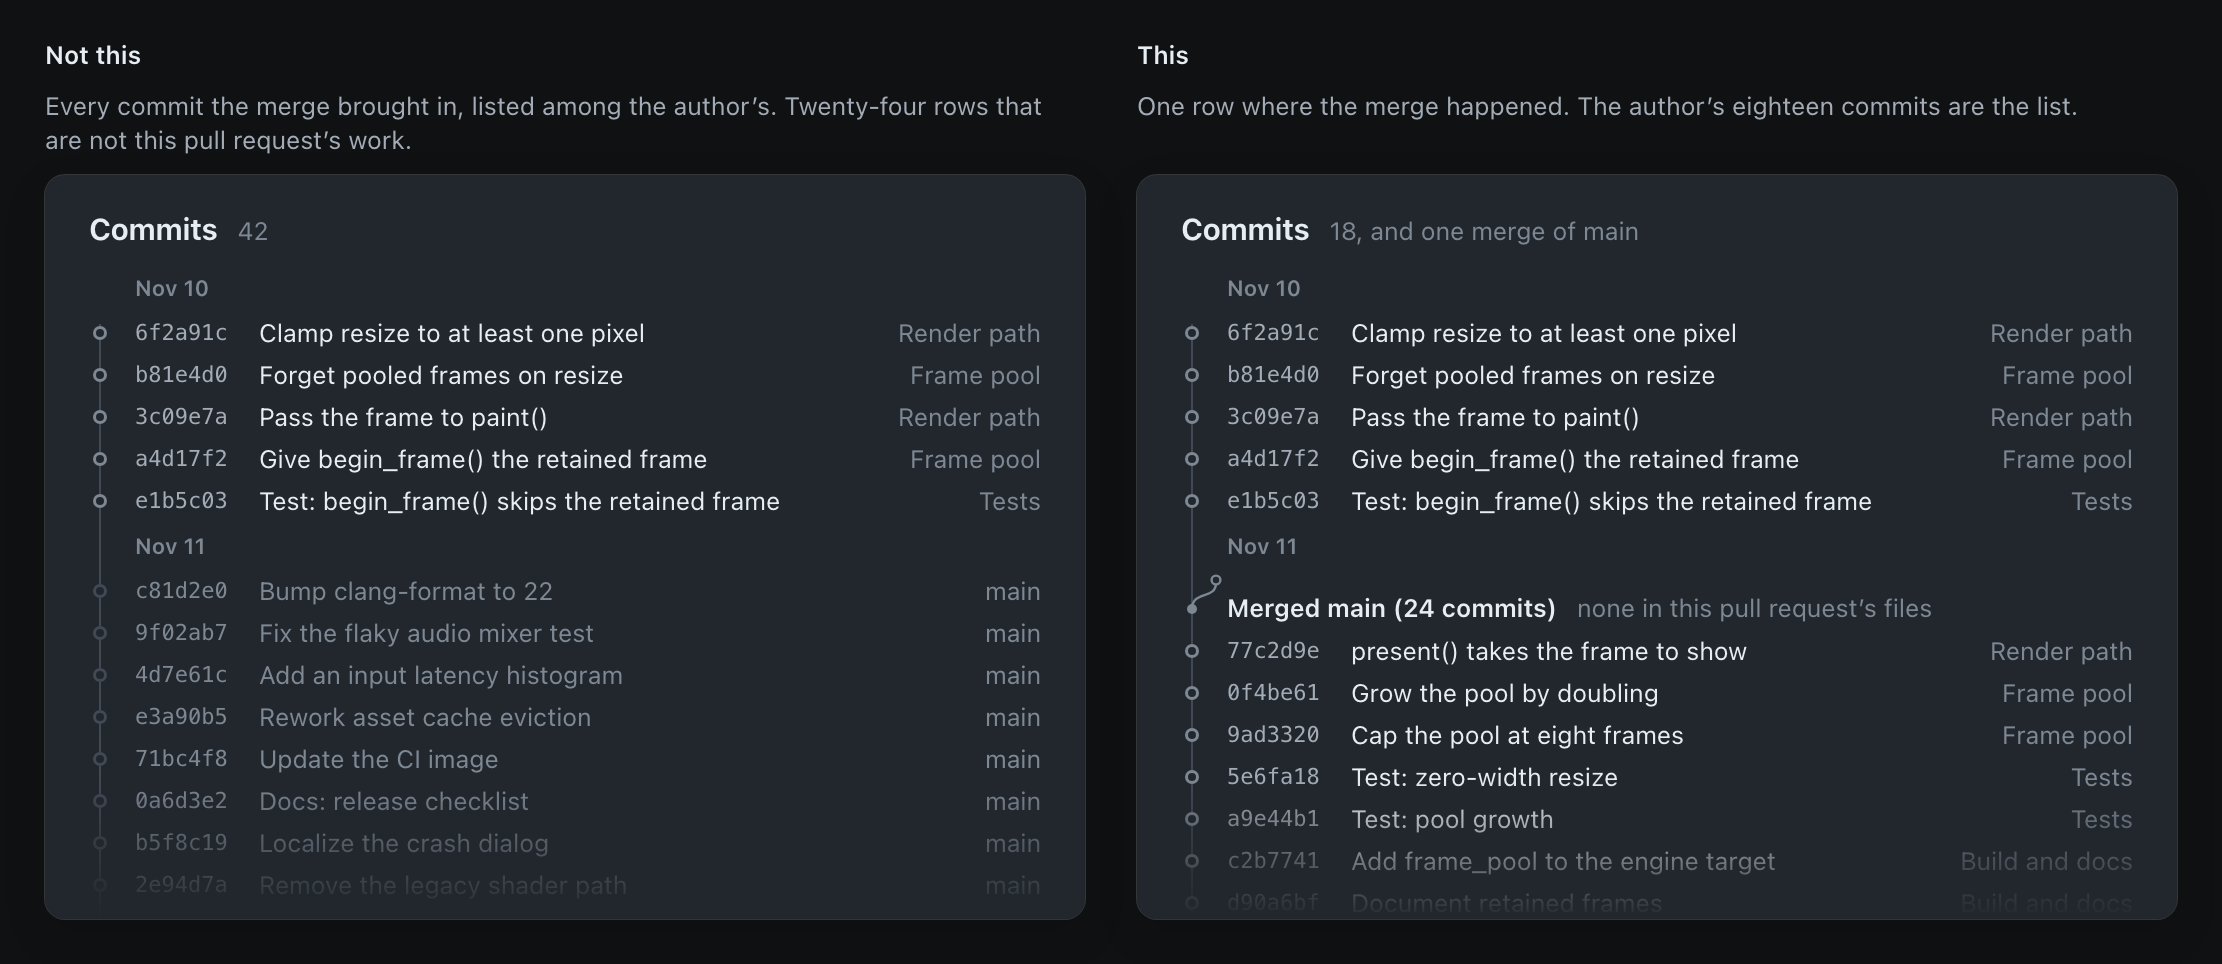 Not this
Every commit the merge brought in, listed among the author’s. Twenty-four rows that
are not this pull request’s work.
Commits 42
Nov 10
6f2a91c Clamp resize to at least one pixel Render path
b81e4d0 Forget pooled frames on resize Frame pool
3c09e7a Pass the frame to paint() Render path
a4d17f2 Give begin_frame() the retained frame Frame pool
e1b5c03 Test: begin_frame() skips the retained frame Tests
Nov 11
c81d2e0 Bump clang-format to 22 main
9f02ab7 Fix the flaky audio mixer test main
4d7e61c Add an input latency histogram main
e3a90b5 Rework asset cache eviction main
71bc4f8 Update the CI image main
0a6d3e2 Docs: release checklist main
b5f8c19 Localize the crash dialog main
2e94d7a Remove the legacy shader path main
This
One row where the merge happened. The author’s eighteen commits are the list.
Commits 18, and one merge of main
Nov 10
6f2a91c Clamp resize to at least one pixel Render path
b81e4d0 Forget pooled frames on resize Frame pool
3c09e7a Pass the frame to paint() Render path
a4d17f2 Give begin_frame() the retained frame Frame pool
e1b5c03 Test: begin_frame() skips the retained frame Tests
Nov 11
Merged main (24 commits) none in this pull request’s files
77c2d9e present() takes the frame to show Render path
0f4be61 Grow the pool by doubling Frame pool
9ad3320 Cap the pool at eight frames Frame pool
5e6fa18 Test: zero-width resize Tests
a9e44b1 Test: pool growth Tests
c2b7741 Add frame_pool to the engine target Build and docs
d90a6bf Document retained frames Build and docs